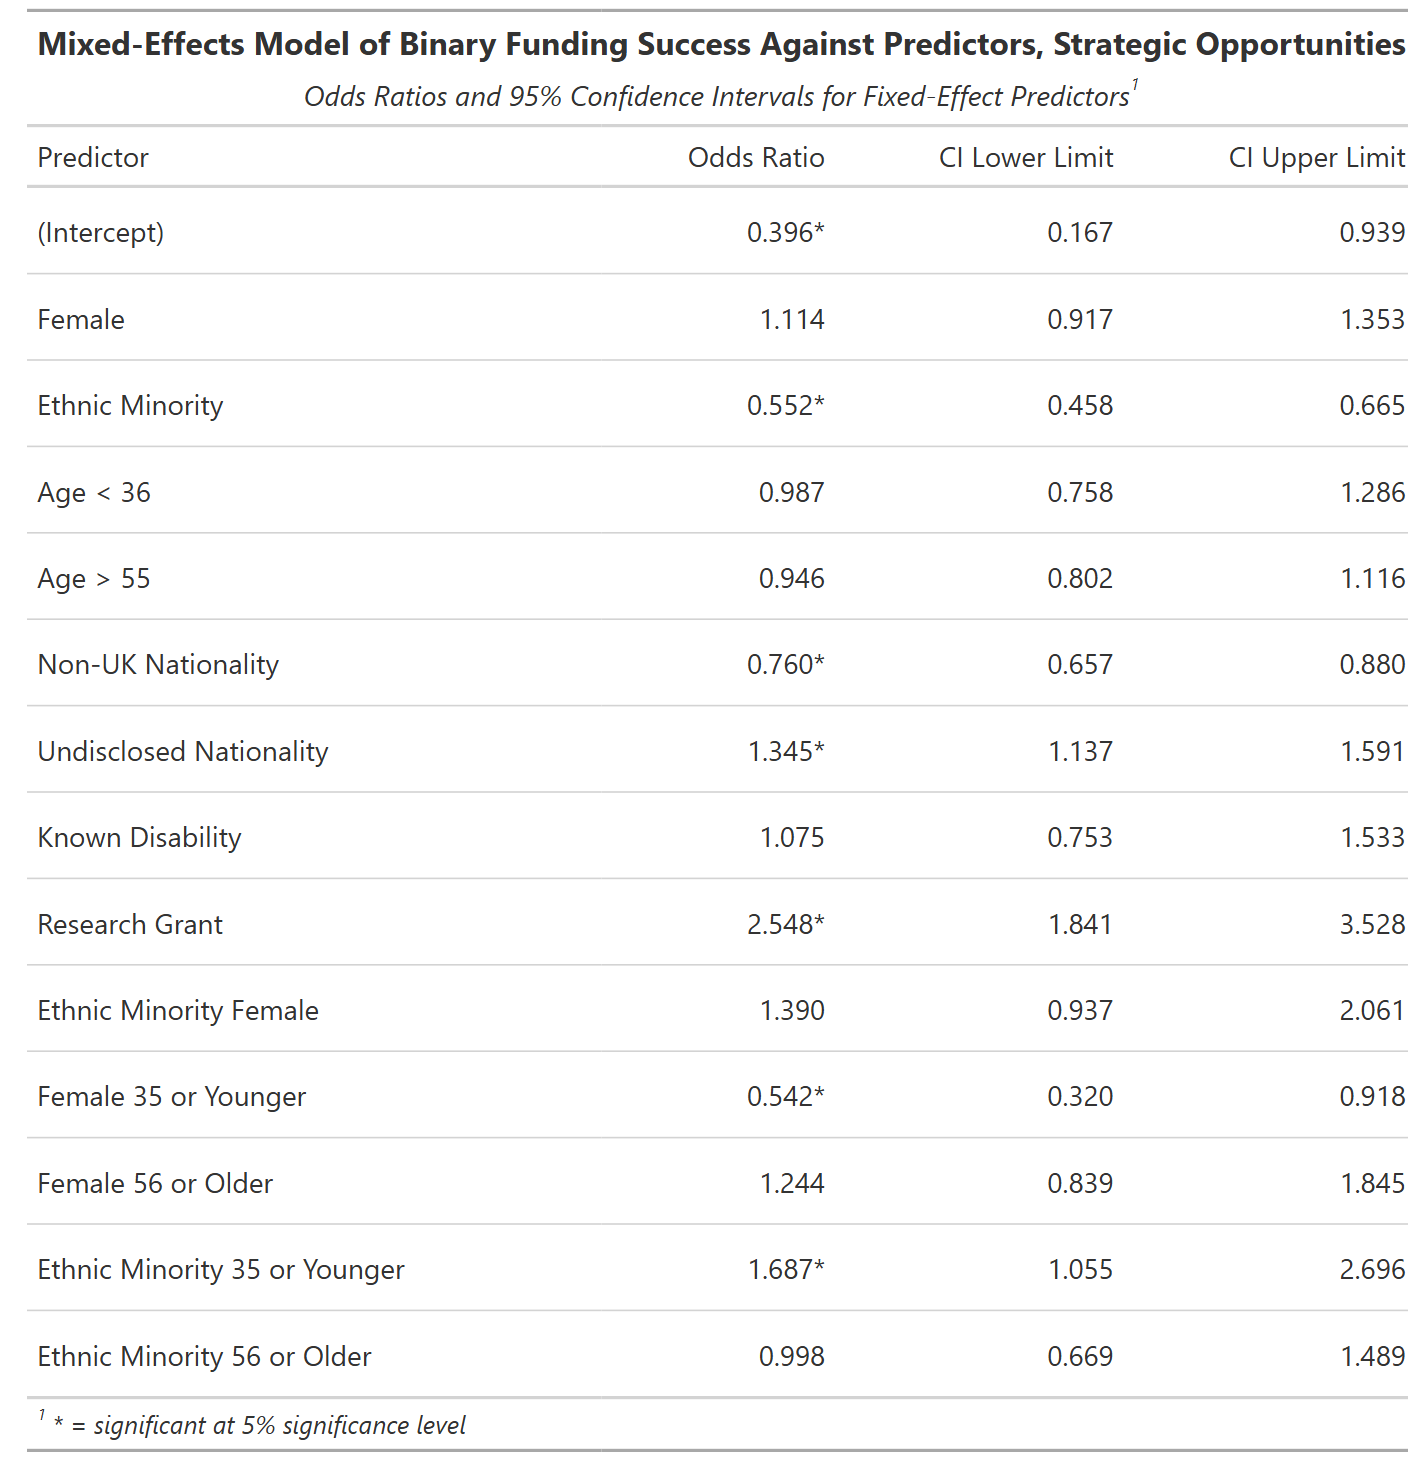 Mixed-Effects Model of Binary Funding Success Against Predictors, Strategic Opportunities
Odds Ratios and 95% Confidence Intervals for Fixed-Effect Predictors1
Predictor Odds Ratio CI Lower Limit CI Upper Limit
(Intercept) 0.396* 0.167 0.939
Female 1.114 0.917 1.353
Ethnic Minority 0.552* 0.458 0.665
Age < 36 0.987 0.758 1.286
Age > 55 0.946 0.802 1.116
Non-UK Nationality 0.760* 0.657 0.880
Undisclosed Nationality 1.345* 1.137 1.591
Known Disability 1.075 0.753 1.533
Research Grant 2.548* 1.841 3.528
Ethnic Minority Female 1.390 0.937 2.061
Female 35 or Younger 0.542* 0.320 0.918
Female 56 or Older 1.244 0.839 1.845
Ethnic Minority 35 or Younger 1.687* 1.055 2.696
Ethnic Minority 56 or Older 0.998 0.669 1.489
1 * = significant at 5% significance level